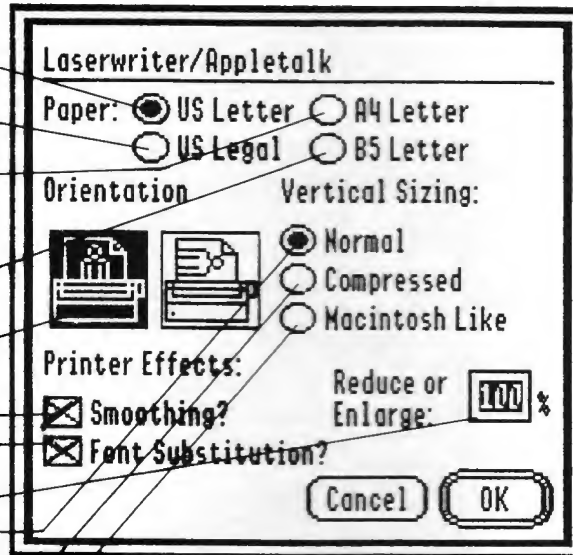 Laserwriter/Appletalk
Paper: US Letter A4 Letter
US Legal B5 Letter
Orientation Vertical Sizing:
Normal
Compressed
Macintosh Like
Printer Effects:
Smoothing?
Font Substitution?
Reduce or
Enlarge: 100 %
Cancel OK